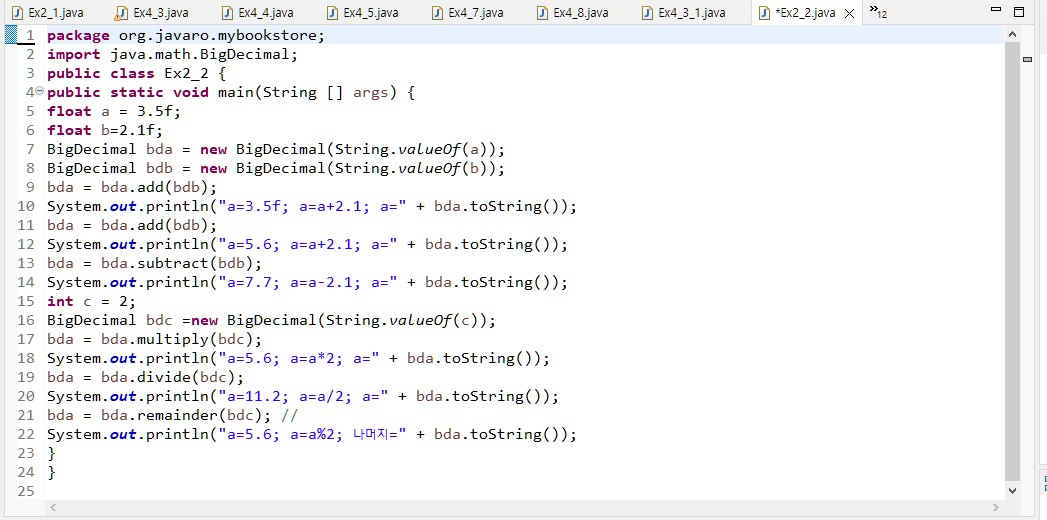 Ex2_1.java Ex4_3.java Ex4_4.java Ex4_5.java Ex4_7.java Ex4_8.java Ex4_3_1.java *Ex2_2.java »12
1 package org.javaro.mybookstore;
2 import java.math.BigDecimal;
3 public class Ex2_2 {
4 public static void main(String [] args) {
5 float a = 3.5f;
6 float b=2.1f;
7 BigDecimal bda = new BigDecimal(String.valueOf(a));
8 BigDecimal bdb = new BigDecimal(String.valueOf(b));
9 bda = bda.add(bdb);
10 System.out.println("a=3.5f; a=a+2.1; a=" + bda.toString());
11 bda = bda.add(bdb);
12 System.out.println("a=5.6; a=a+2.1; a=" + bda.toString());
13 bda = bda.subtract(bdb);
14 System.out.println("a=7.7; a=a-2.1; a=" + bda.toString());
15 int c = 2;
16 BigDecimal bdc =new BigDecimal(String.valueOf(c));
17 bda = bda.multiply(bdc);
18 System.out.println("a=5.6; a=a*2; a=" + bda.toString());
19 bda = bda.divide(bdc);
20 System.out.println("a=11.2; a=a/2; a=" + bda.toString());
21 bda = bda.remainder(bdc); //
22 System.out.println("a=5.6; a=a%2; 나머지=" + bda.toString());
23 }
24 }
25